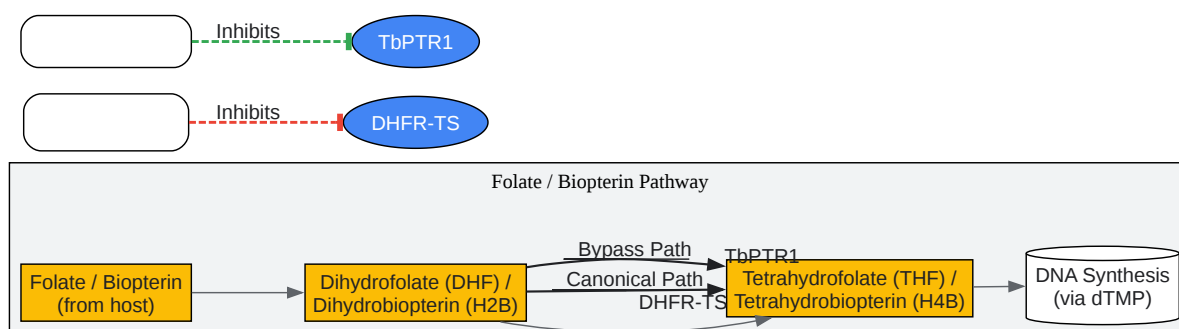 Inhibits
TbPTR1
Inhibits
DHFR-TS
Folate / Biopterin Pathway
Bypass Path
TbPTR1
Folate / Biopterin
(from host)
Dihydrofolate (DHF) /
Dihydrobiopterin (H2B)
Canonical Path
DHFR-TS
Tetrahydrofolate (THF) /
Tetrahydrobiopterin (H4B)
DNA Synthesis
(via dTMP)